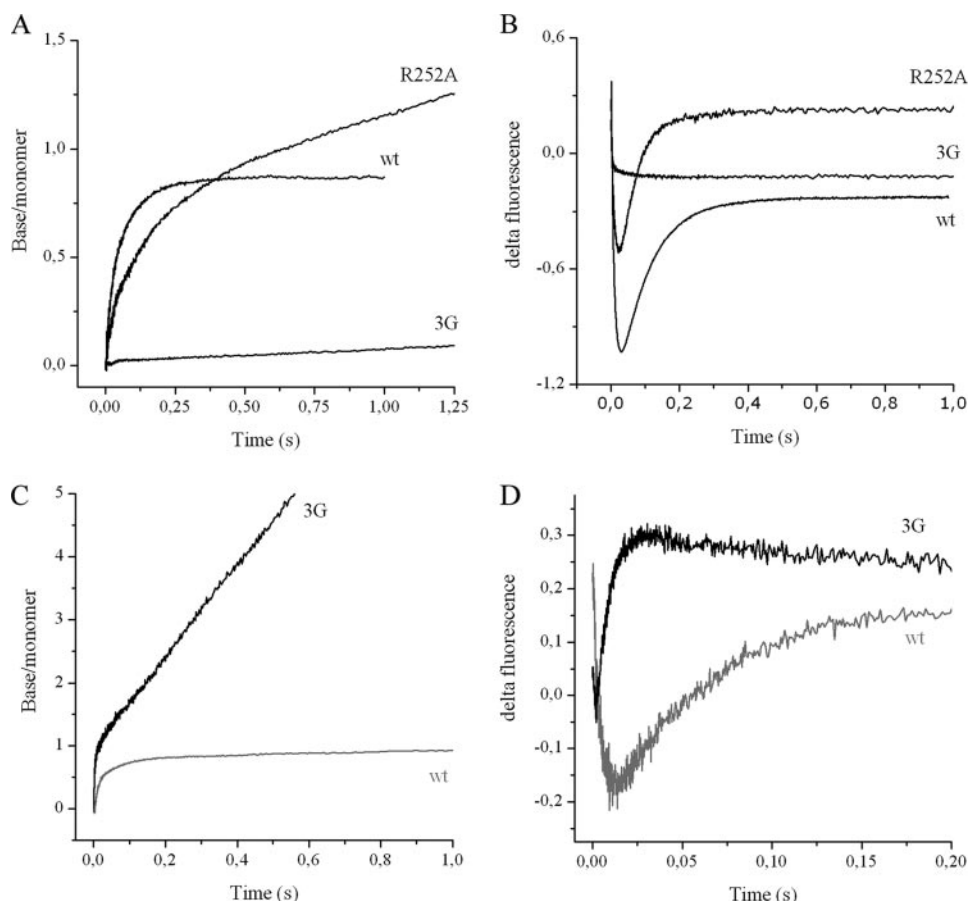 A
1,5
1.0
0.5
0.0
Base/monomer
R252A
wt
3G
0,00
0,25
0,50
0,75
1,00
1,25
Time (s)
B
0,6
0,0
-0,6
-1,2
delta fluorescence
R252A
3G
wt
0,0
0,2
0,4
0,6
0,8
1,0
Time (s)
C
5
4
3
2
1
0
Base/monomer
3G
wt
0,0
0,2
0,4
0,6
0,8
1,0
Time (s)
D
0,3
0,2
0,1
0,0
-0,1
-0,2
delta fluorescence
3G
wt
0,00
0,05
0,10
0,15
0,20
Time (s)